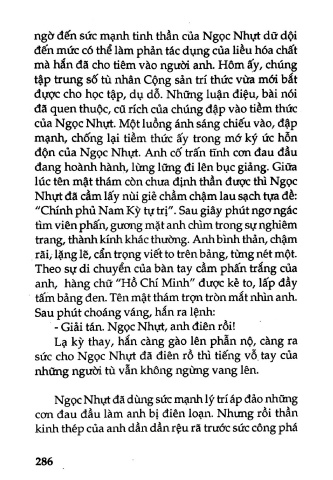 ngờ đến sức mạnh tinh thần của Ngọc Nhựt dữ dội
đến mức có thể làm phản tác dụng của liều hóa chất
mà hắn đã cho tiêm vào người anh. Hôm ấy, chúng
tập trung số tù nhân Cộng sản trí thức vừa mới bắt
được cho học tập, dụ dỗ. Những luận điệu, bài nói
đã quen thuộc, cũ rích của chúng đập vào tiềm thức
của Ngọc Nhựt. Một luồng ánh sáng chiếu vào, đập
mạnh, chống lại tiềm thức ấy trong mớ ký ức hỗn
độn của Ngọc Nhựt. Anh cố trấn tĩnh cơn đau đầu
đang hoành hành, lừng lững đi lên bục giảng. Giữa
lúc tên mật thám còn chưa định thần được thì Ngọc
Nhựt đã cầm lấy nùi giẻ chầm chậm lau sạch tựa đề:
“Chính phủ Nam Kỳ tự trị”. Sau giây phút ngơ ngác
tìm viên phấn, gương mặt anh chìm trong sự nghiêm
trang, thành kính khác thường. Anh bình thản, chậm
rãi, lặng lẽ, cẩn trọng viết to trên bảng, từng nét một.
Theo sự di chuyển của bàn tay cầm phấn trắng của
anh, hàng chữ “Hồ Chí Minh” được kẻ to, lấp đầy
tấm bảng đen. Tên mật thám trợn tròn mắt nhìn anh.
Sau phút choáng váng, hắn ra lệnh:
- Giải tán. Ngọc Nhựt, anh điên rồi!
Lạ kỳ thay, hắn càng gào lên phẫn nộ, càng ra
sức cho Ngọc Nhựt đã điên rồ thì tiếng vỗ tay của
những người tù vẫn không ngừng vang lên.
Ngọc Nhựt đã dùng sức mạnh lý trí áp đảo những
cơn đau đầu làm anh bị điên loạn. Nhưng rồi thần
kinh thép của anh dần dần rệu rã trước sức công phá
286